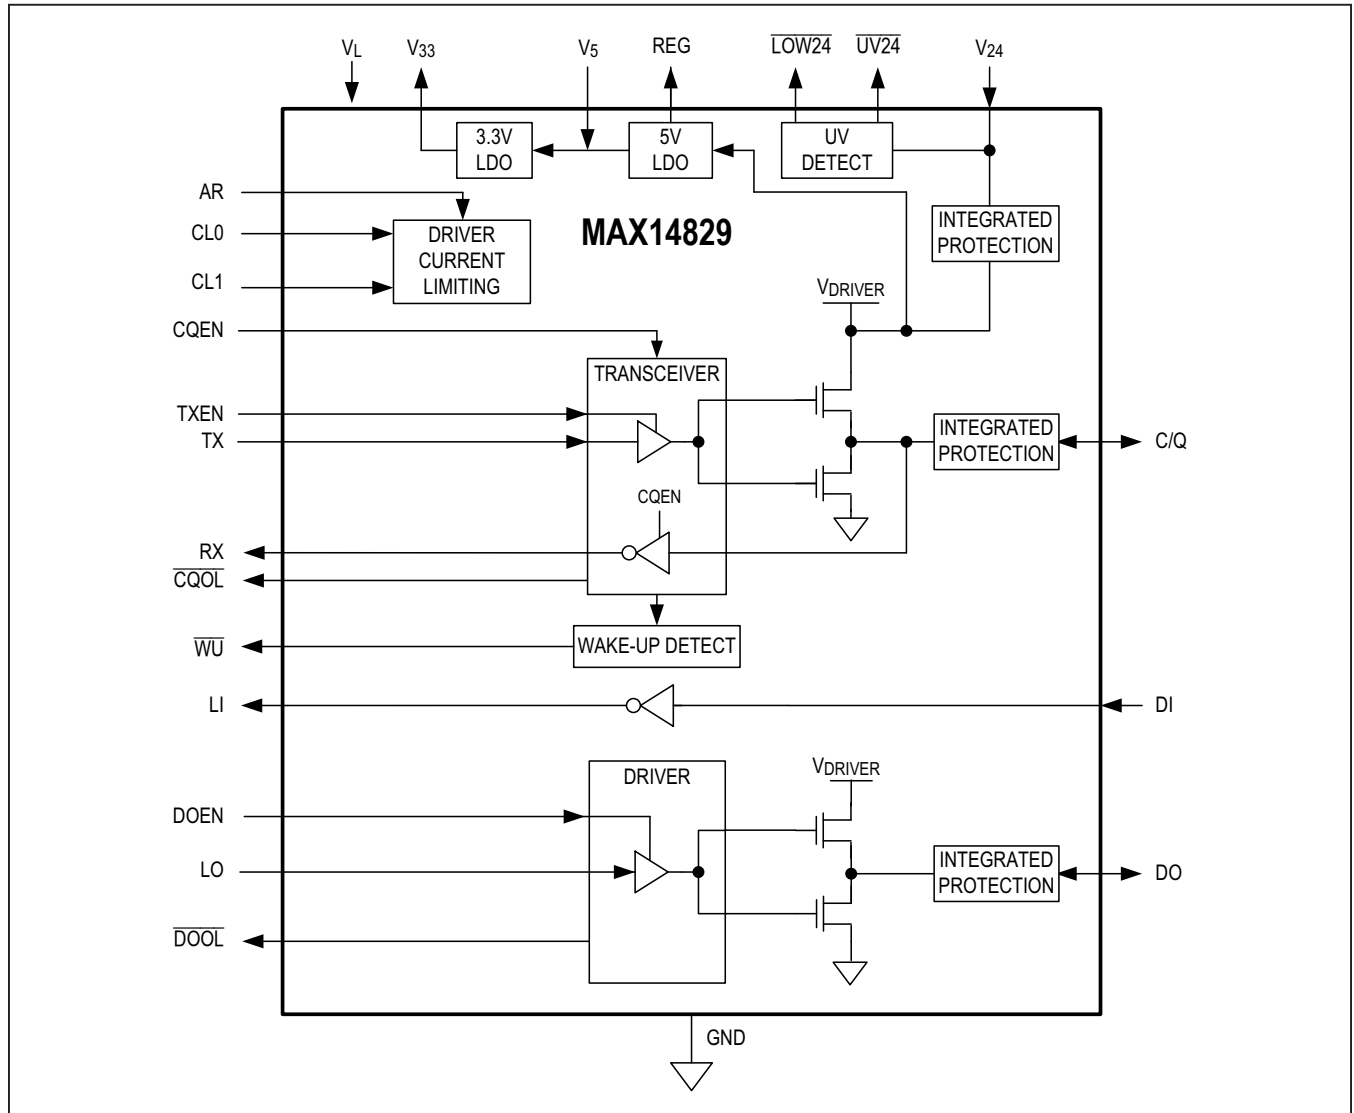 VL
V33
V5
REG
LOW24
UV24
V24
3.3V
LDO
5V
LDO
UV
DETECT
AR
CL0
CL1
DRIVER
CURRENT
LIMITING
MAX14829
INTEGRATED
PROTECTION
VDRIVER
CQEN
TRANSCEIVER
TXEN
TX
INTEGRATED
PROTECTION
C/Q
CQEN
RX
CQOL
WU
WAKE-UP DETECT
LI
DI
DRIVER
VDRIVER
DOEN
LO
INTEGRATED
PROTECTION
DO
DOOL
GND